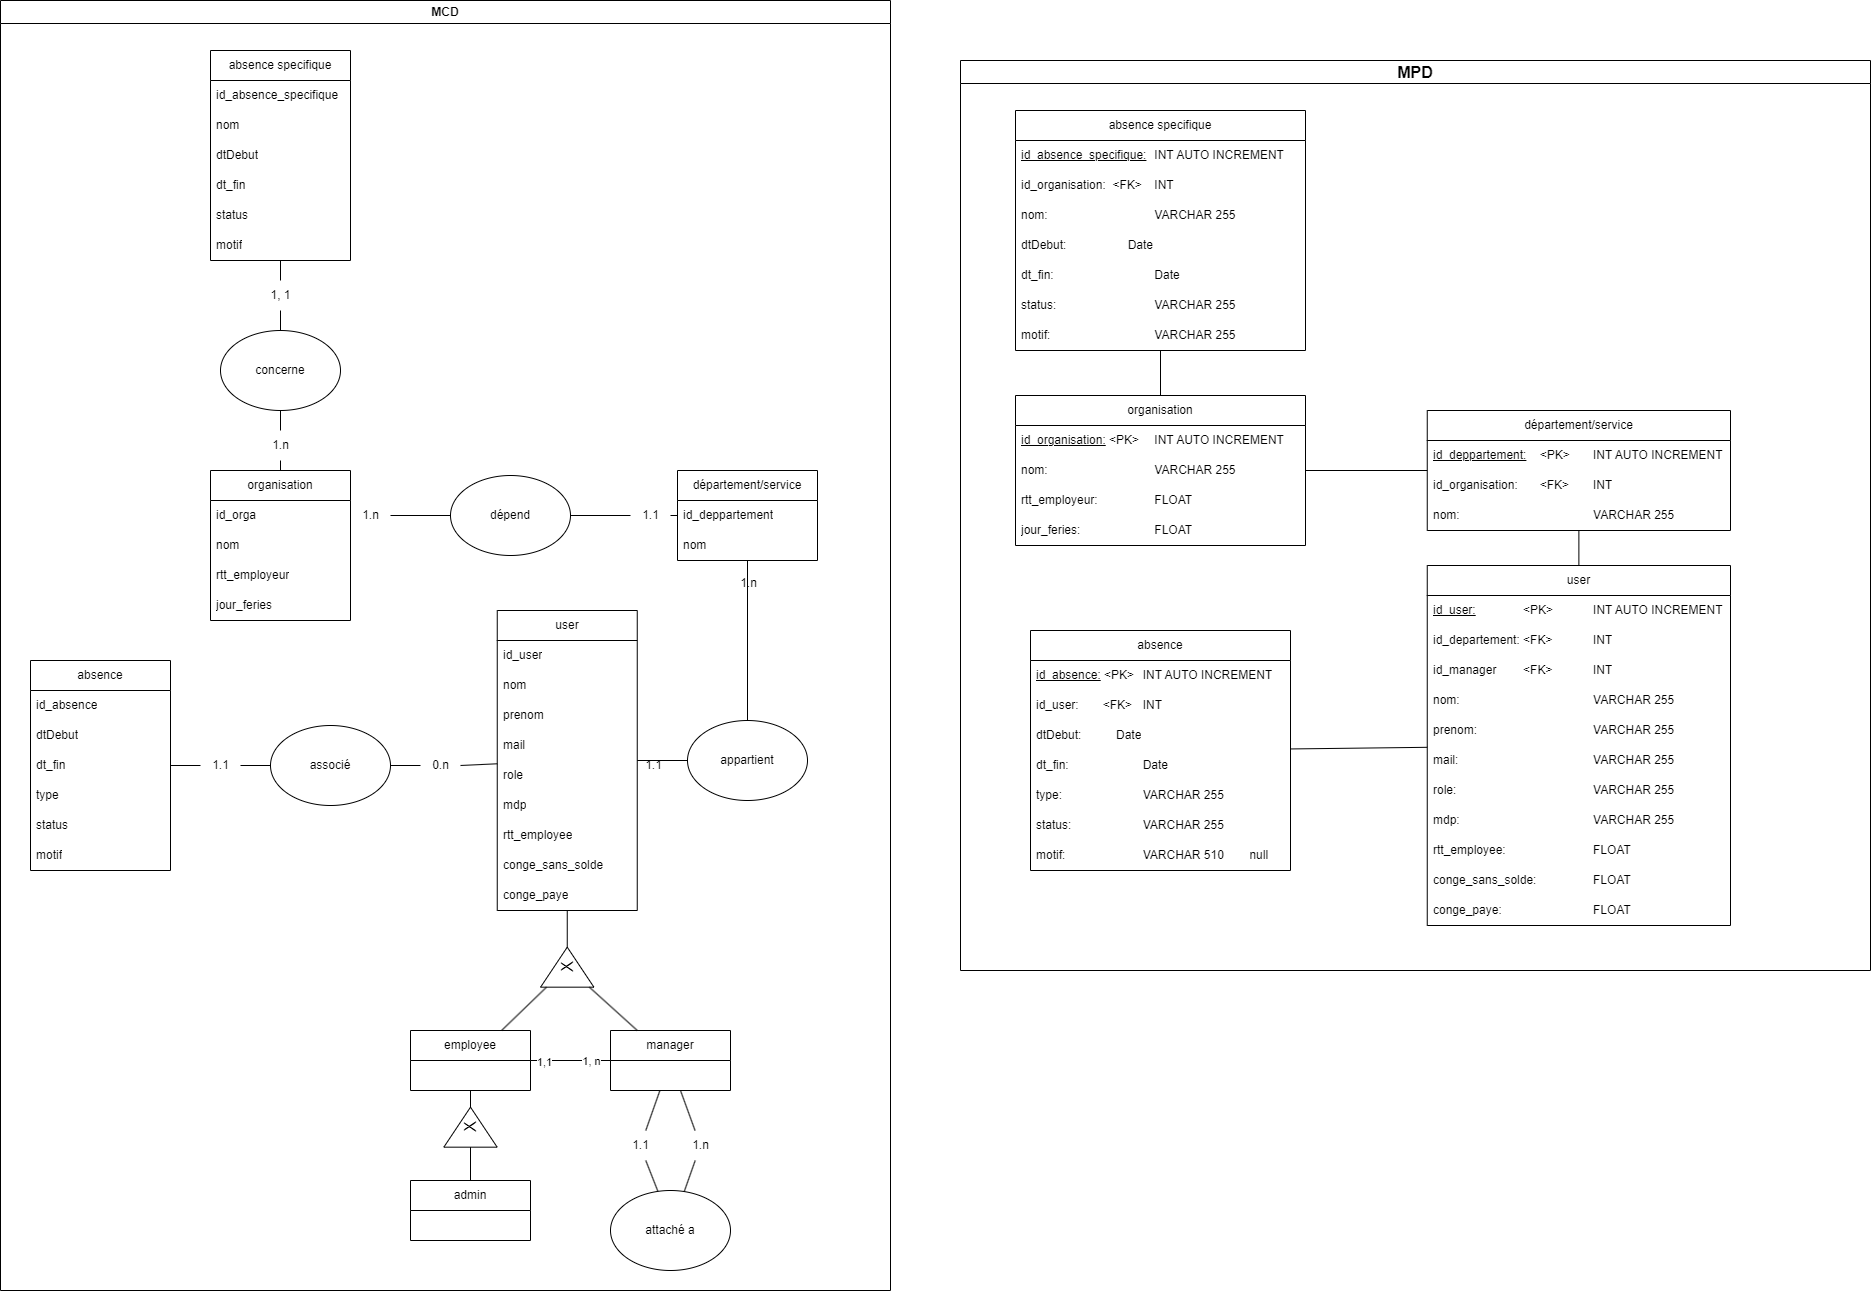 MCD
absence specifique
id_absence_specifique
nom
dtDebut
dt_fin
status
motif
1, 1
concerne
1.n
organisation
id_orga
nom
rtt_employeur
jour_feries
1.n
dépend
1.1
département/service
id_deppartement
nom
1.n
appartient
1.1
user
id_user
nom
prenom
mail
role
mdp
rtt_employee
conge_sans_solde
conge_paye
absence
id_absence
dtDebut
dt_fin
type
status
motif
1.1
associé
0.n
X
employee
1,1
1, n
manager
X
admin
1.1
1.n
attaché a
MPD
absence specifique
id_absence_specifique: INT AUTO INCREMENT
id_organisation: <FK> INT
nom: VARCHAR 255
dtDebut: Date
dt_fin: Date
status: VARCHAR 255
motif: VARCHAR 255
organisation
id_organisation: <PK> INT AUTO INCREMENT
nom: VARCHAR 255
rtt_employeur: FLOAT
jour_feries: FLOAT
département/service
id_deppartement: <PK> INT AUTO INCREMENT
id_organisation: <FK> INT
nom: VARCHAR 255
absence
id_absence: <PK> INT AUTO INCREMENT
id_user: <FK> INT
dtDebut: Date
dt_fin: Date
type: VARCHAR 255
status: VARCHAR 255
motif: VARCHAR 510 null
user
id_user: <PK> INT AUTO INCREMENT
id_departement: <FK> INT
id_manager <FK> INT
nom: VARCHAR 255
prenom: VARCHAR 255
mail: VARCHAR 255
role: VARCHAR 255
mdp: VARCHAR 255
rtt_employee: FLOAT
conge_sans_solde: FLOAT
conge_paye: FLOAT